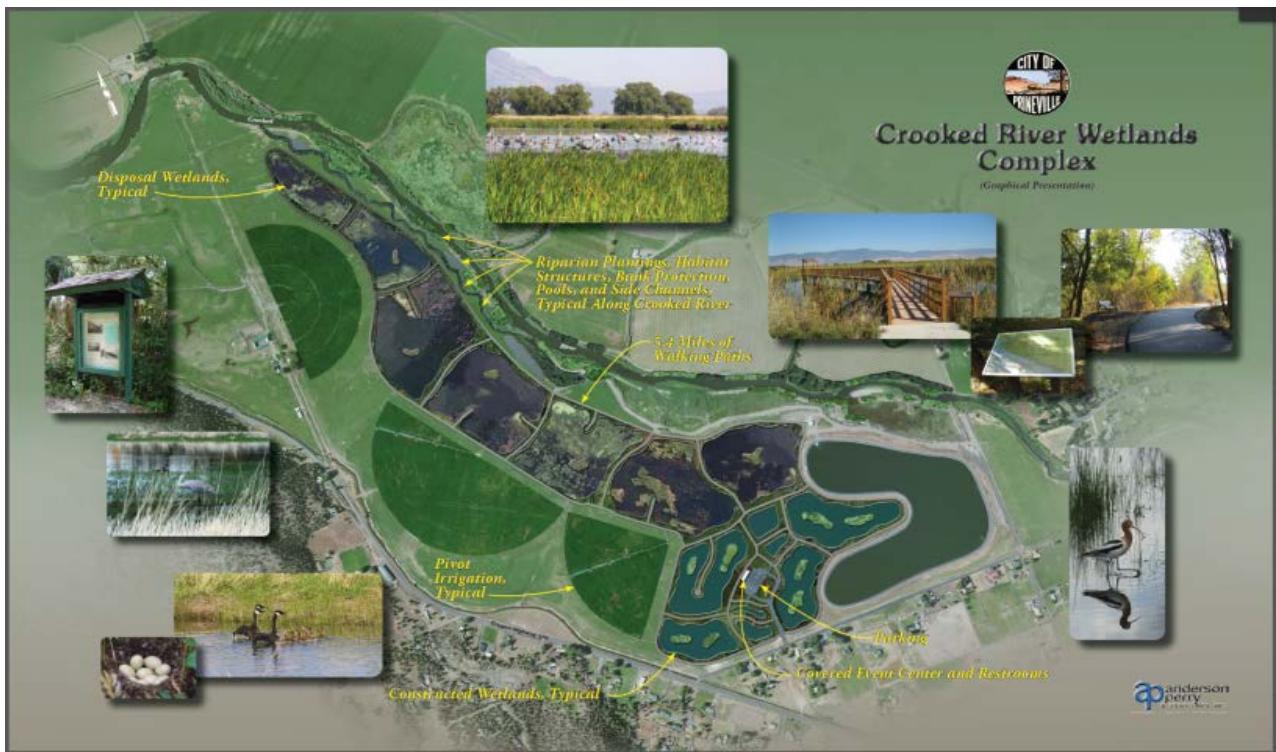 CITY OF
PRINEVILLE
Crooked River Wetlands
Complex
(Graphical Presentation)
Crooked
Disposal Wetlands,
Typical
Riparian Plantings, Habitat
Structures, Bank Protection,
Pools, and Side Channels,
Typical Along Crooked River
5.4 Miles of
Walking Paths
Pivot
Irrigation,
Typical
Parking
Covered Event Center and Restrooms
Constructed Wetlands, Typical
ap
anderson
perry